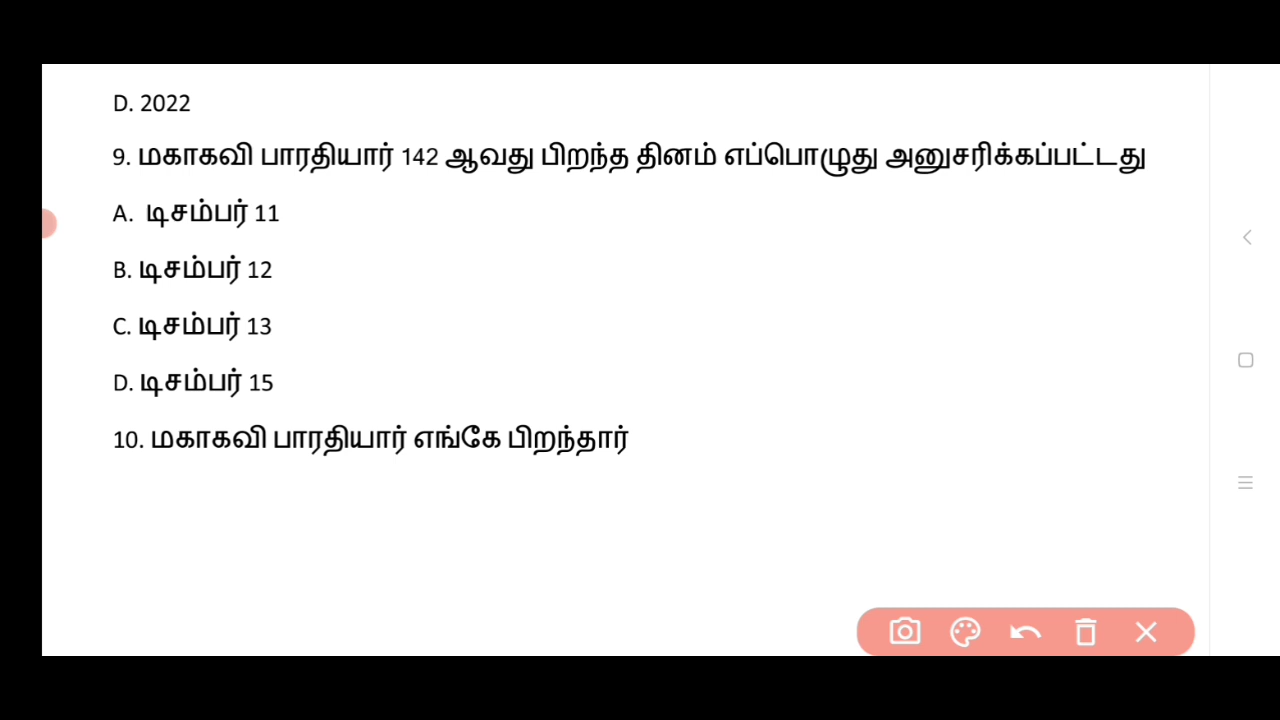 D. 2022
9. மகாகவி பாரதியார் 142 ஆவது பிறந்த தினம் எப்பொழுது அனுசரிக்கப்பட்டது
A. டிசம்பர் 11
B. டிசம்பர் 12
C. டிசம்பர் 13
D. டிசம்பர் 15
10. மகாகவி பாரதியார் எங்கே பிறந்தார்